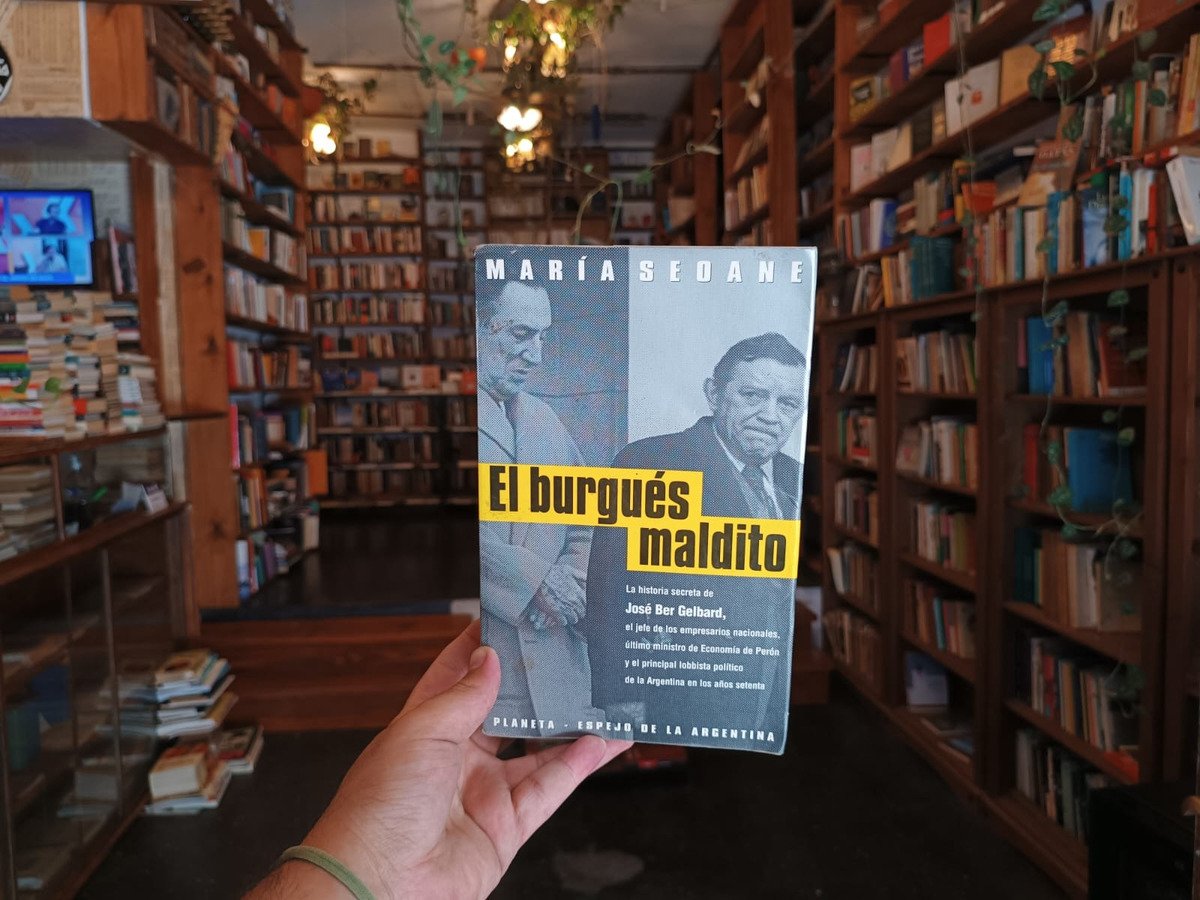 MARÍA SEOANE
El burgués
maldito
La historia secreta de
José Ber Gelbard,
el jefe de los empresarios nacionales,
último ministro de Economía de Perón
y el principal lobbista político
de la Argentina en los años setenta
PLANETA - ESPEJO DE LA ARGENTINA